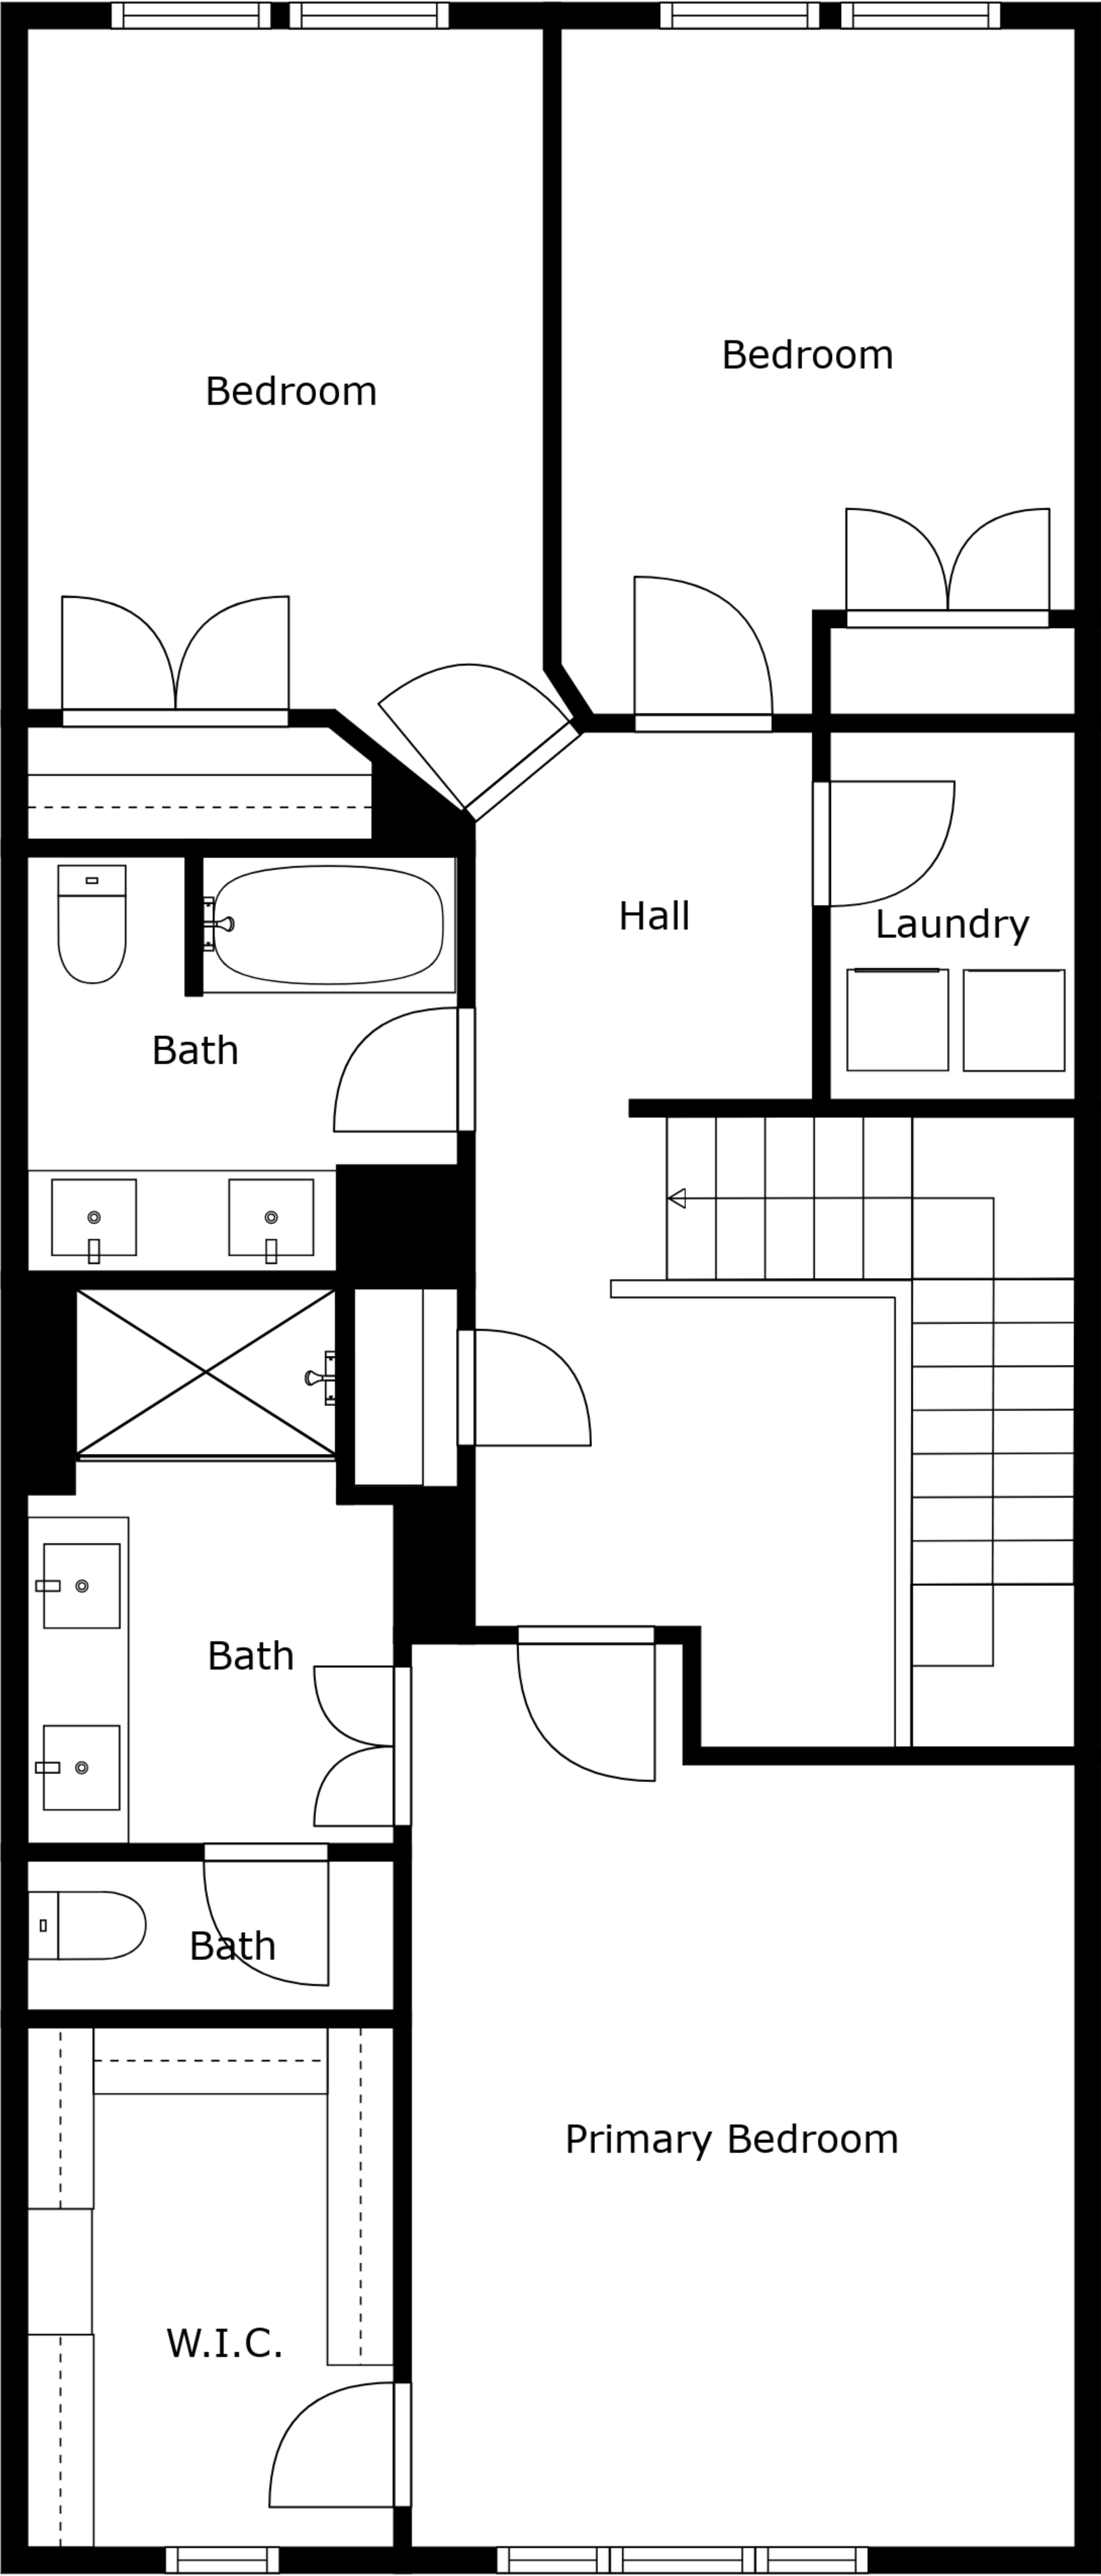 Bedroom
Bedroom
Hall
Laundry
Bath
Bath
Bath
Primary Bedroom
W.I.C.